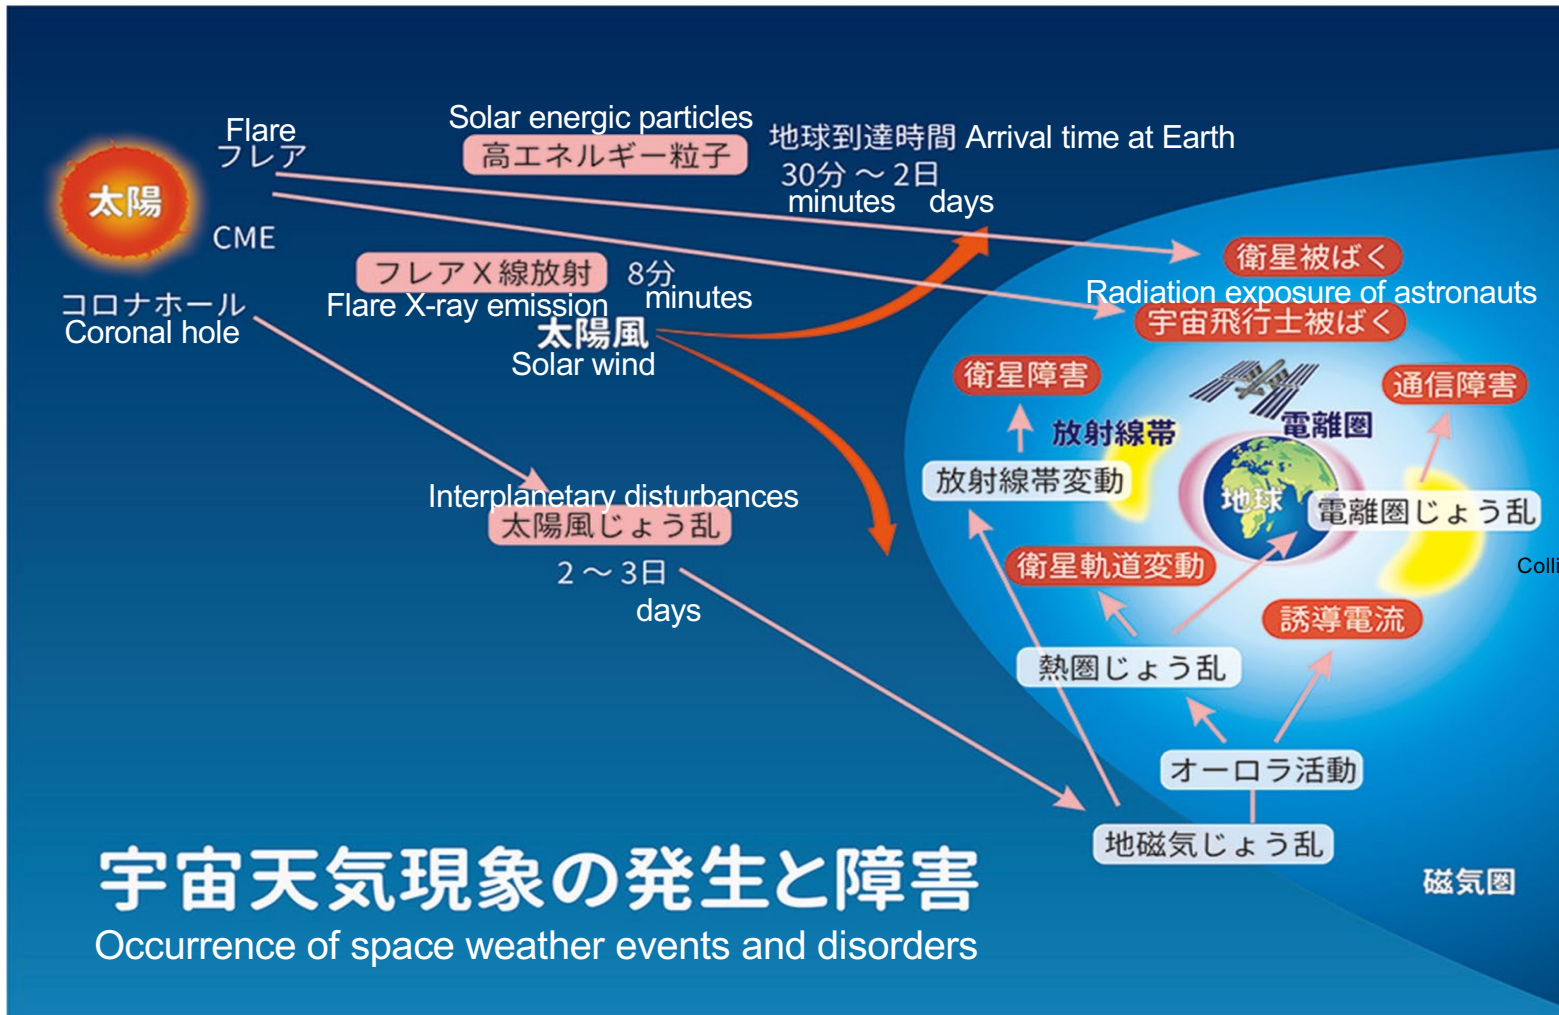 Solar energic particles
Flare
フレア
高エネルギー粒子
地球到達時間 Arrival time at Earth
30分 ～ 2日
minutes days
太陽
CME
フレアX線放射
8分
minutes
Flare X-ray emission
コロナホール
Coronal hole
太陽風
Solar wind
衛星被ばく
Radiation exposure of astronauts
宇宙飛行士被ばく
衛星障害
通信障害
放射線帯
電離圏
放射線帯変動
地球
電離圏じょう乱
Interplanetary disturbances
太陽風じょう乱
2 ～ 3日
days
衛星軌道変動
Colli
誘導電流
熱圏じょう乱
オーロラ活動
地磁気じょう乱
磁気圏
宇宙天気現象の発生と障害
Occurrence of space weather events and disorders